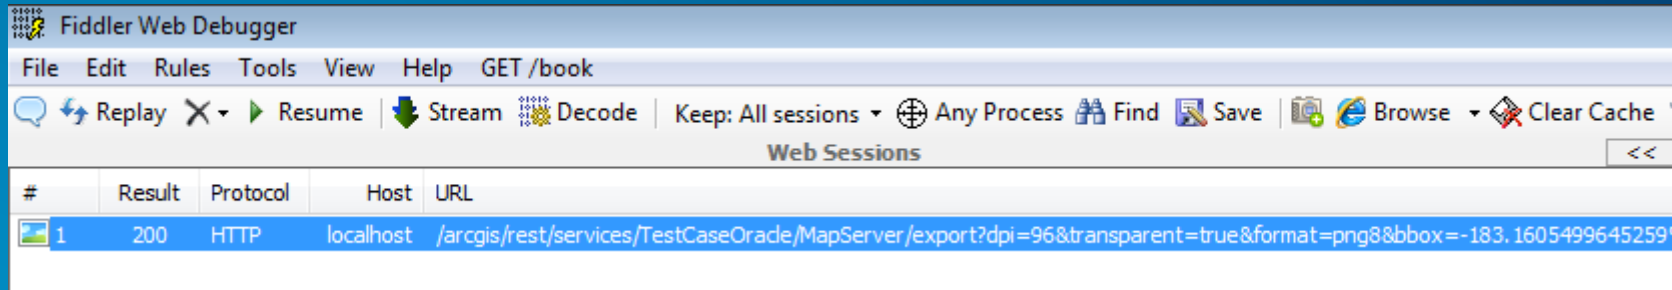 Fiddler Web Debugger
File Edit Rules Tools View Help GET /book
Replay Resume Stream Decode Keep: All sessions Any Process Find Save Browse Clear Cache
Web Sessions <<
# Result Protocol Host URL
1 200 HTTP localhost /arcgis/rest/services/TestCaseOracle/MapServer/export?dpi=96&transparent=true&format=png8&bbox=-183.1605499645259